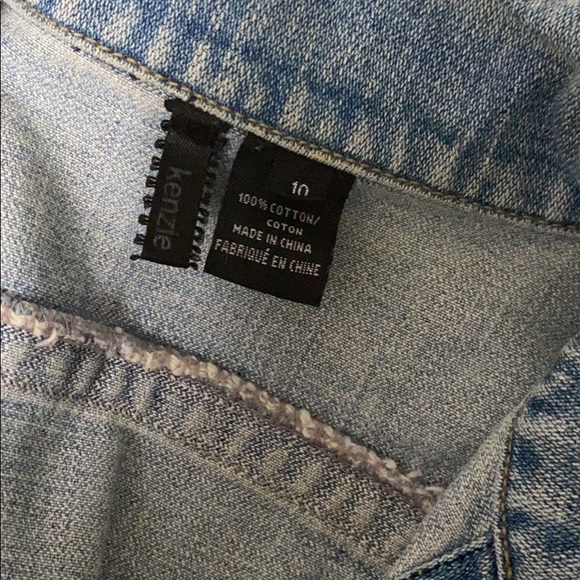 kenzie
10
100% COTTON/
COTON
MADE IN CHINA
FABRIQUÉ EN CHINE